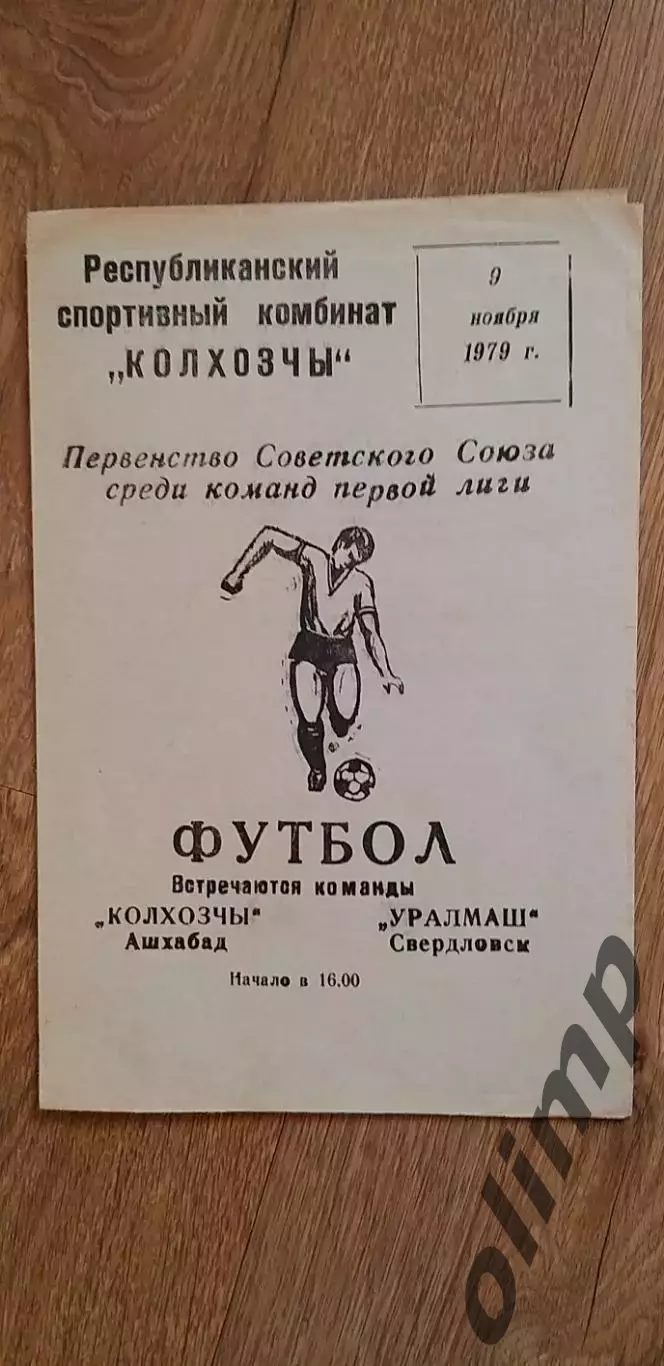 Республиканский
спортивный комбинат
„КОЛХОЗЧЫ“
9
ноября
1979 г.
Первенство Советского Союза
среди команд первой лиги
ФУТБОЛ
Встречаются команды
„КОЛХОЗЧЫ“
Ашхабад
„УРАЛМАШ“
Свердловск
Начало в 16.00
olimp